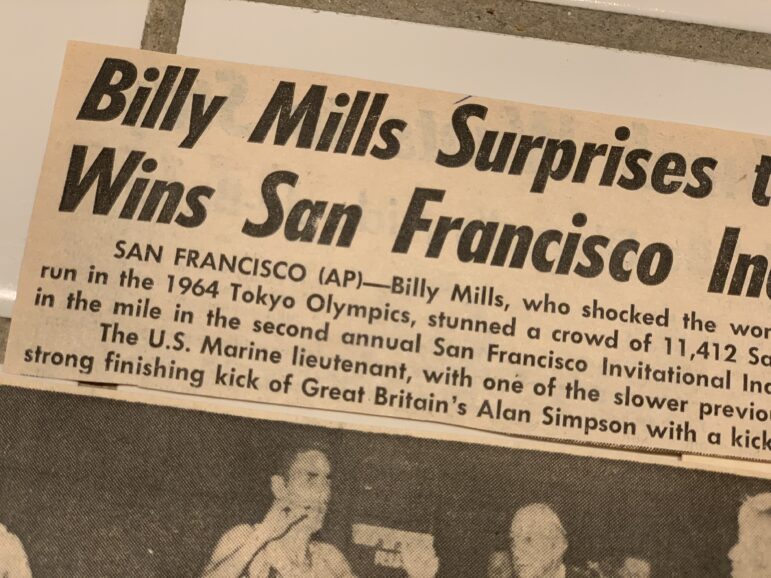 Billy Mills Surprises
Wins San Francisco
SAN FRANCISCO (AP)—Billy Mills, who shocked the
run in the 1964 Tokyo Olympics, stunned a crowd of 11,412
in the mile in the second annual San Francisco Invitational
The U.S. Marine lieutenant, with one of the slower
strong finishing kick of Great Britain's Alan Simpson with a kick